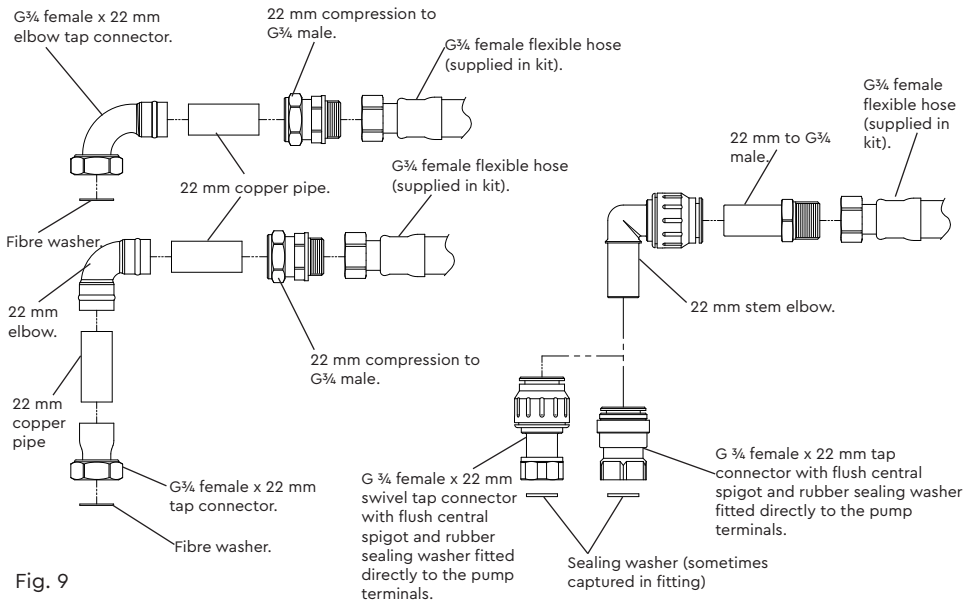 G¾ female x 22 mm
elbow tap connector.
22 mm compression to
G¾ male.
G¾ female flexible hose
(supplied in kit).
22 mm copper pipe.
Fibre washer.
G¾ female flexible hose
(supplied in kit).
22 mm
elbow.
22 mm compression to
G¾ male.
22 mm
copper
pipe
G¾ female x 22 mm
tap connector.
Fibre washer.
G¾ female
flexible hose
(supplied in
kit).
22 mm to G¾
male.
22 mm stem elbow.
G ¾ female x 22 mm
swivel tap connector
with flush central
spigot and rubber
sealing washer fitted
directly to the pump
terminals.
G ¾ female x 22 mm tap
connector with flush central
spigot and rubber sealing washer
fitted directly to the pump
terminals.
Sealing washer (sometimes
captured in fitting)
Fig. 9